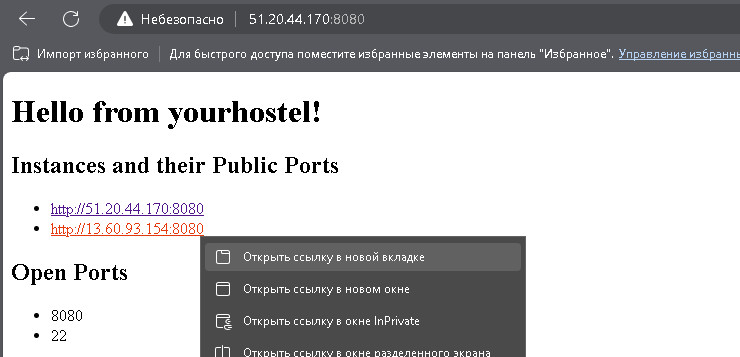 Небезопасно 51.20.44.170:8080
Импорт избранного Для быстрого доступа поместите избранные элементы на панель "Избранное". Управление избранны
Hello from yourhostel!
Instances and their Public Ports
http://51.20.44.170:8080
http://13.60.93.154:8080
Открыть ссылку в новой вкладке
Open Ports
Открыть ссылку в новом окне
8080
Открыть ссылку в окне InPrivate
22
Открыть ссылку в окне разделенного экрана